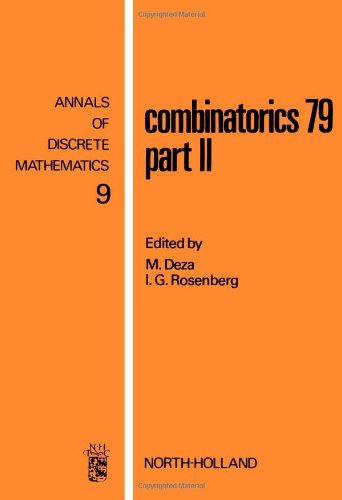 ANNALS
OF
DISCRETE
MATHEMATICS
9
combinatorics 79
part II
Edited by
M. Deza
I. G. Rosenberg
NORTH-HOLLAND